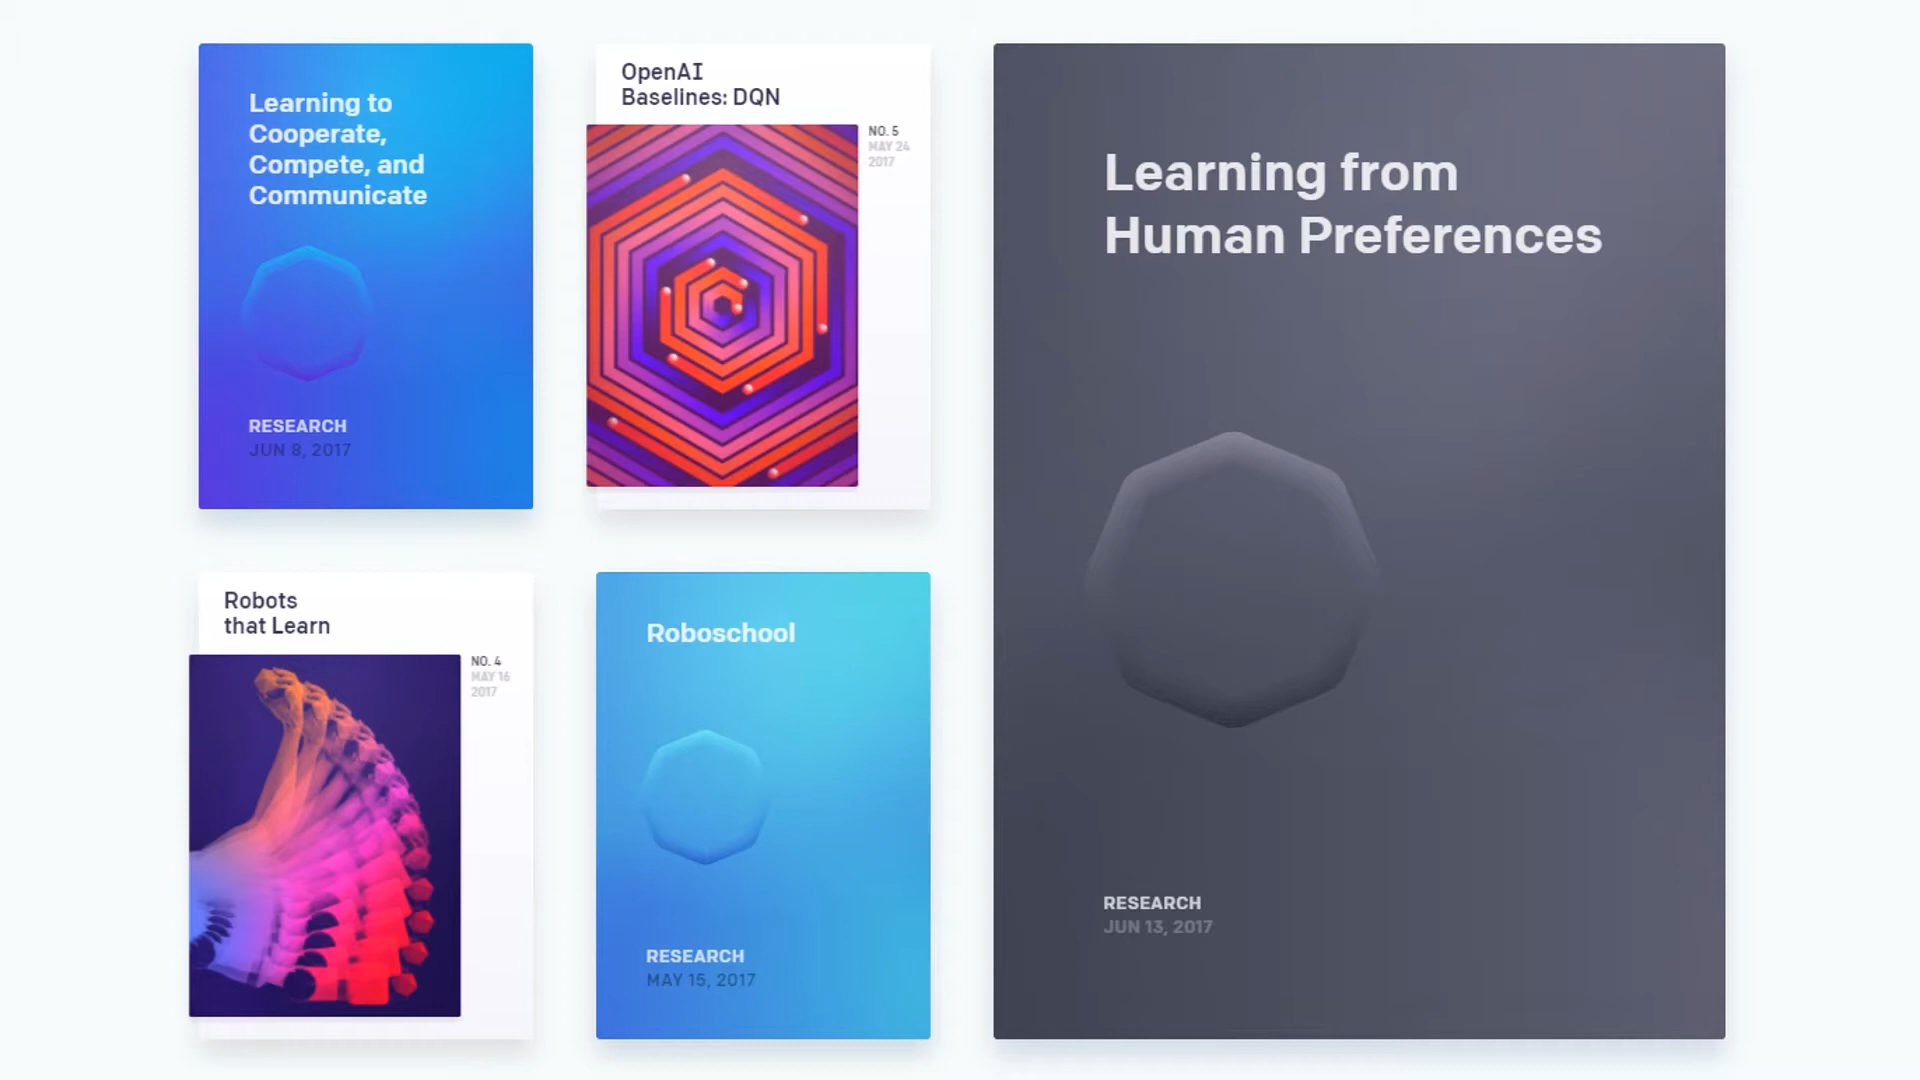 Learning to
Cooperate,
Compete, and
Communicate
RESEARCH
JUN 8, 2017
OpenAI
Baselines: DQN
NO. 5
MAY 24
2017
Learning from
Human Preferences
RESEARCH
JUN 13, 2017
Robots
that Learn
NO. 4
MAY 16
2017
Roboschool
RESEARCH
MAY 15, 2017